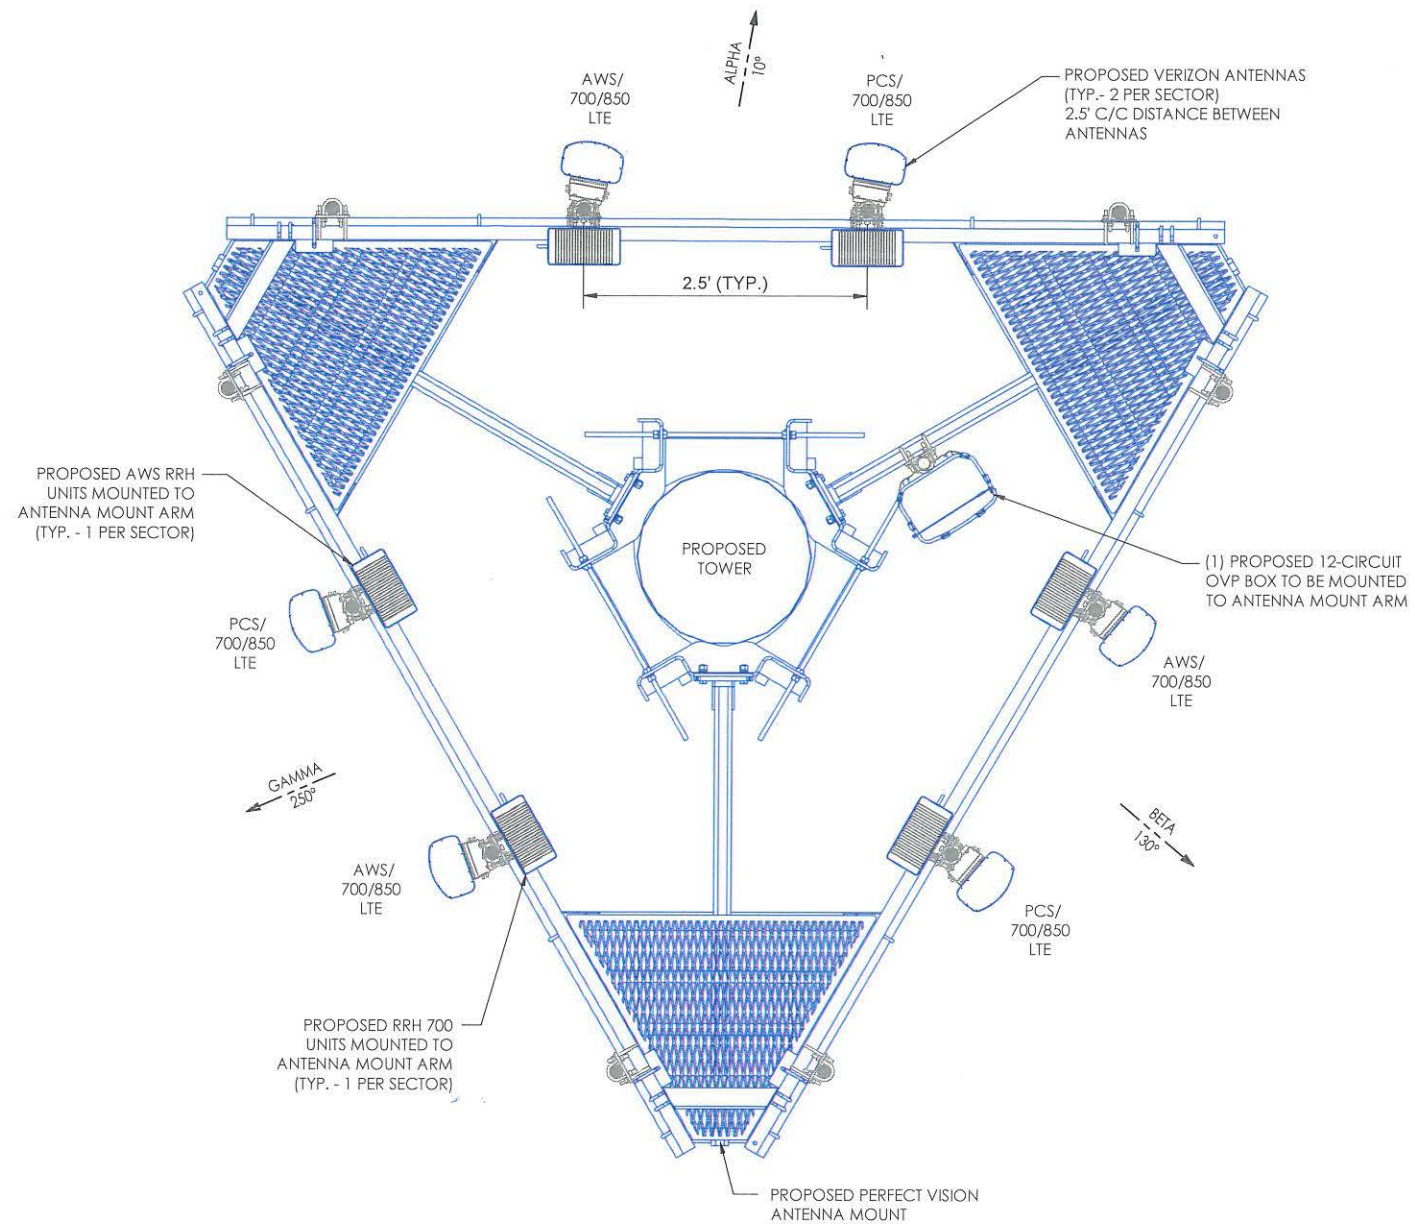 ALPHA
10°
AWS/
700/850
LTE
PCS/
700/850
LTE
PROPOSED VERIZON ANTENNAS
(TYP.- 2 PER SECTOR)
2.5' C/C DISTANCE BETWEEN
ANTENNAS
2.5' (TYP.)
PROPOSED AWS RRH
UNITS MOUNTED TO
ANTENNA MOUNT ARM
(TYP. - 1 PER SECTOR)
PROPOSED
TOWER
(1) PROPOSED 12-CIRCUIT
OVP BOX TO BE MOUNTED
TO ANTENNA MOUNT ARM
PCS/
700/850
LTE
AWS/
700/850
LTE
GAMMA
250°
BETA
130°
AWS/
700/850
LTE
PCS/
700/850
LTE
PROPOSED RRH 700
UNITS MOUNTED TO
ANTENNA MOUNT ARM
(TYP. - 1 PER SECTOR)
PROPOSED PERFECT VISION
ANTENNA MOUNT